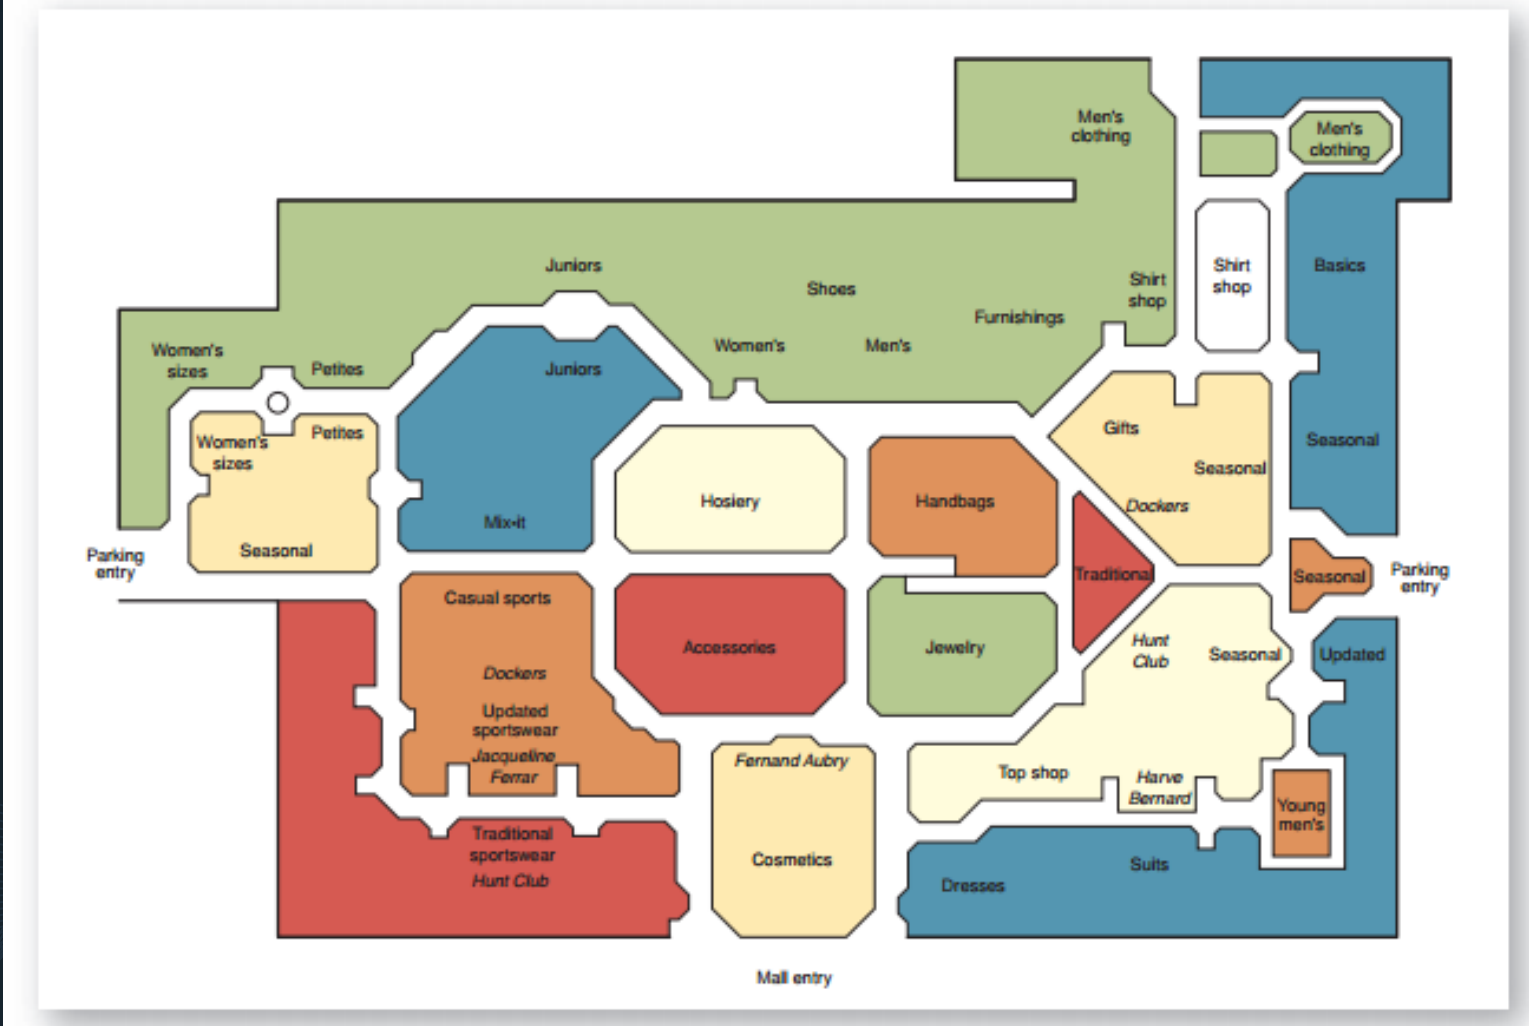 Men's
clothing
Men's
clothing
Juniors
Shoes
Furnishings
Shirt
shop
Shirt
shop
Basics
Women's
sizes
Petites
Juniors
Women's
Men's
Women's
sizes
Petites
Seasonal
Mix•it
Hosiery
Handbags
Gifts
Seasonal
Dockers
Seasonal
Parking
entry
Casual sports
Dockers
Updated
sportswear
Jacqueline
Ferrar
Accessories
Jewelry
Traditional
Seasonal
Parking
entry
Hunt
Club
Seasonal
Updated
Fernand Aubry
Cosmetics
Top shop
Harve
Bernard
Young
men's
Traditional
sportswear
Hunt Club
Dresses
Suits
Mall entry